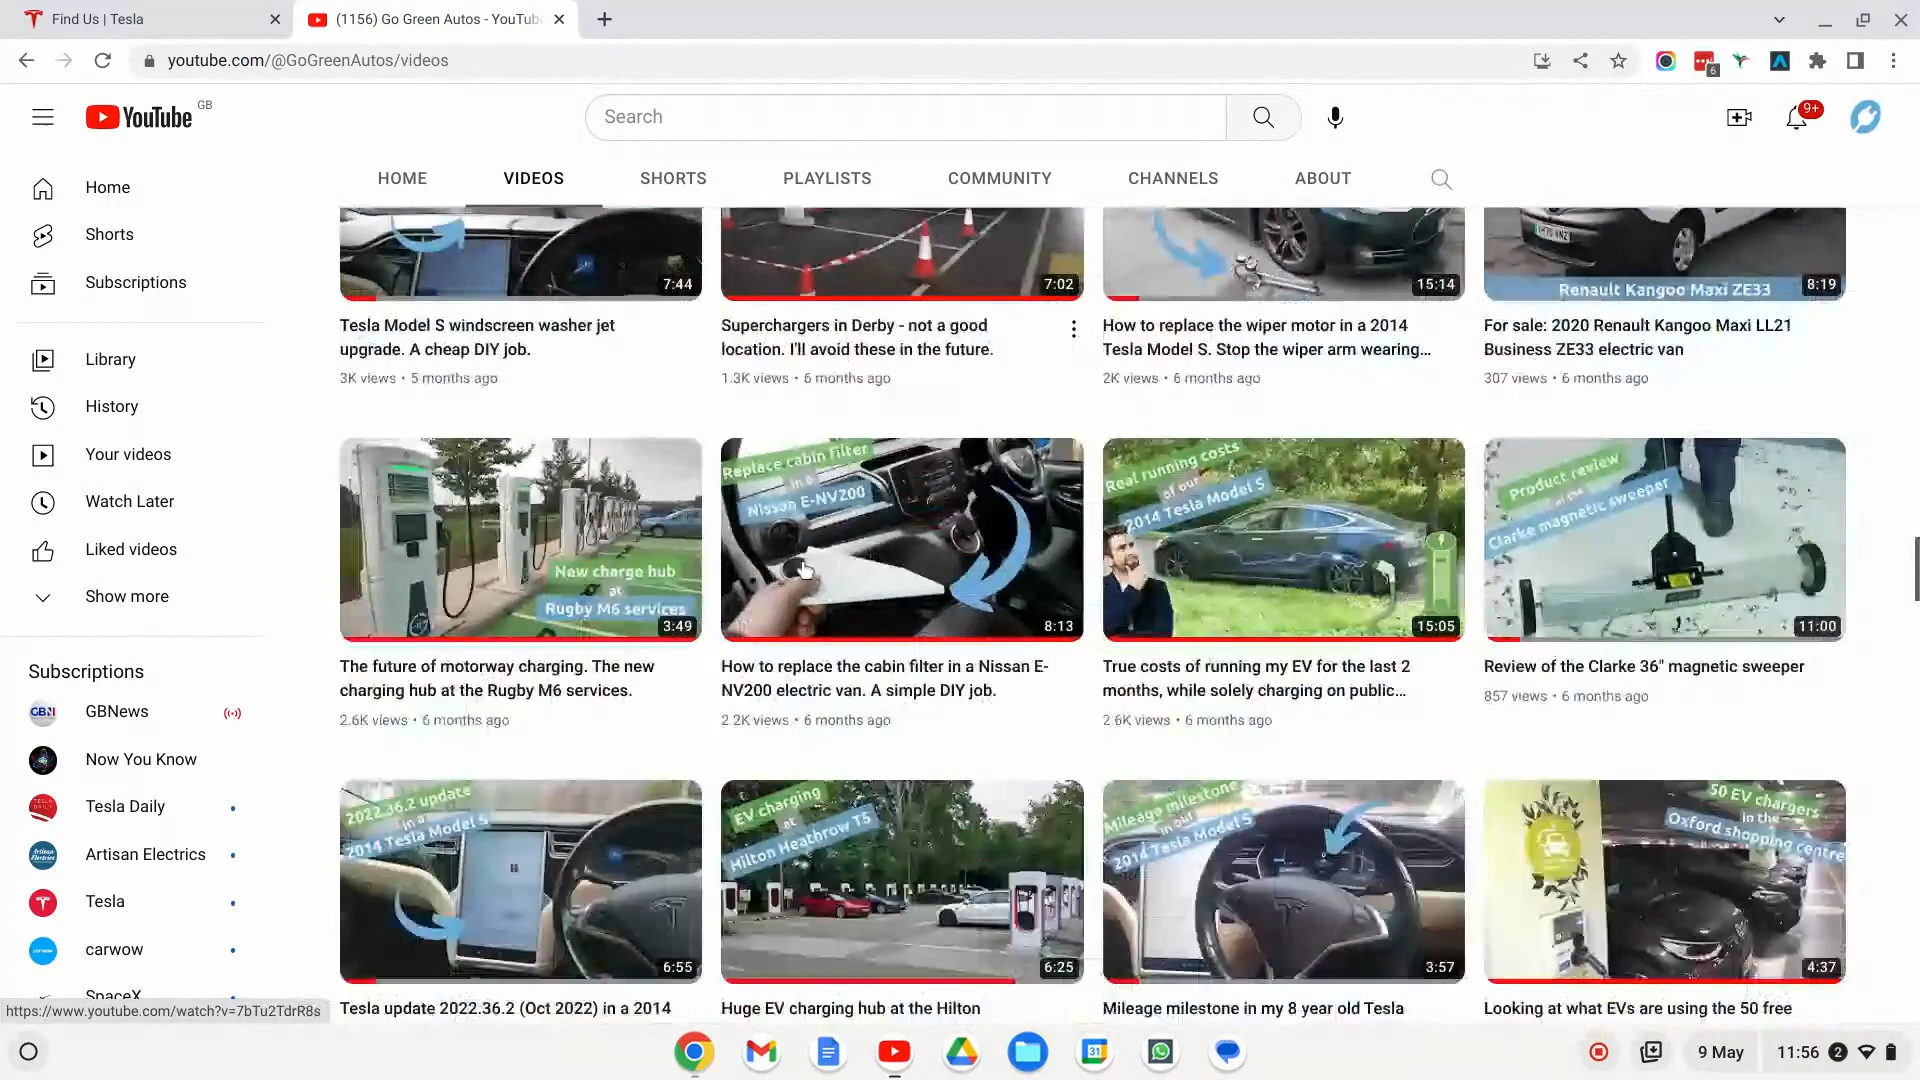 Find Us | Tesla
(1156) Go Green Autos - YouTub
youtube.com/@GoGreenAutos/videos
6
YouTube GB
Search
9+
HOME
VIDEOS
SHORTS
PLAYLISTS
COMMUNITY
CHANNELS
ABOUT
Home
Shorts
Subscriptions
Library
History
Your videos
Watch Later
Liked videos
Show more
Subscriptions
GBN
GBNews
Now You Know
Tesla Daily
Artisan Electrics
Tesla
carwow
SpaceX
https://www.youtube.com/watch?v=7bTu2TdrR8s
7:44
Tesla Model S windscreen washer jet
upgrade. A cheap DIY job.
3K views • 5 months ago
7:02
Superchargers in Derby - not a good
location. I'll avoid these in the future.
1.3K views • 6 months ago
15:14
How to replace the wiper motor in a 2014
Tesla Model S. Stop the wiper arm wearing...
2K views • 6 months ago
Renault Kangoo Maxi ZE33
8:19
For sale: 2020 Renault Kangoo Maxi LL21
Business ZE33 electric van
307 views • 6 months ago
New charge hub
at
Rugby M6 services
3:49
The future of motorway charging. The new
charging hub at the Rugby M6 services.
2.6K views • 6 months ago
Replace cabin filter
in a
Nissan E-NV200
8:13
How to replace the cabin filter in a Nissan E-
NV200 electric van. A simple DIY job.
2.2K views • 6 months ago
Real running costs
of our
2014 Tesla Model S
15:05
True costs of running my EV for the last 2
months, while solely charging on public...
2.6K views • 6 months ago
Product review
of the
Clarke magnetic sweeper
11:00
Review of the Clarke 36" magnetic sweeper
857 views • 6 months ago
2022.36.2 update
in a
2014 Tesla Model S
6:55
Tesla update 2022.36.2 (Oct 2022) in a 2014
EV charging
at
Hilton Heathrow T5
6:25
Huge EV charging hub at the Hilton
Mileage milestone
in our
2014 Tesla Model S
3:57
Mileage milestone in my 8 year old Tesla
50 EV chargers
in the
Oxford shopping centre
4:37
Looking at what EVs are using the 50 free
31
9 May
11:56
2